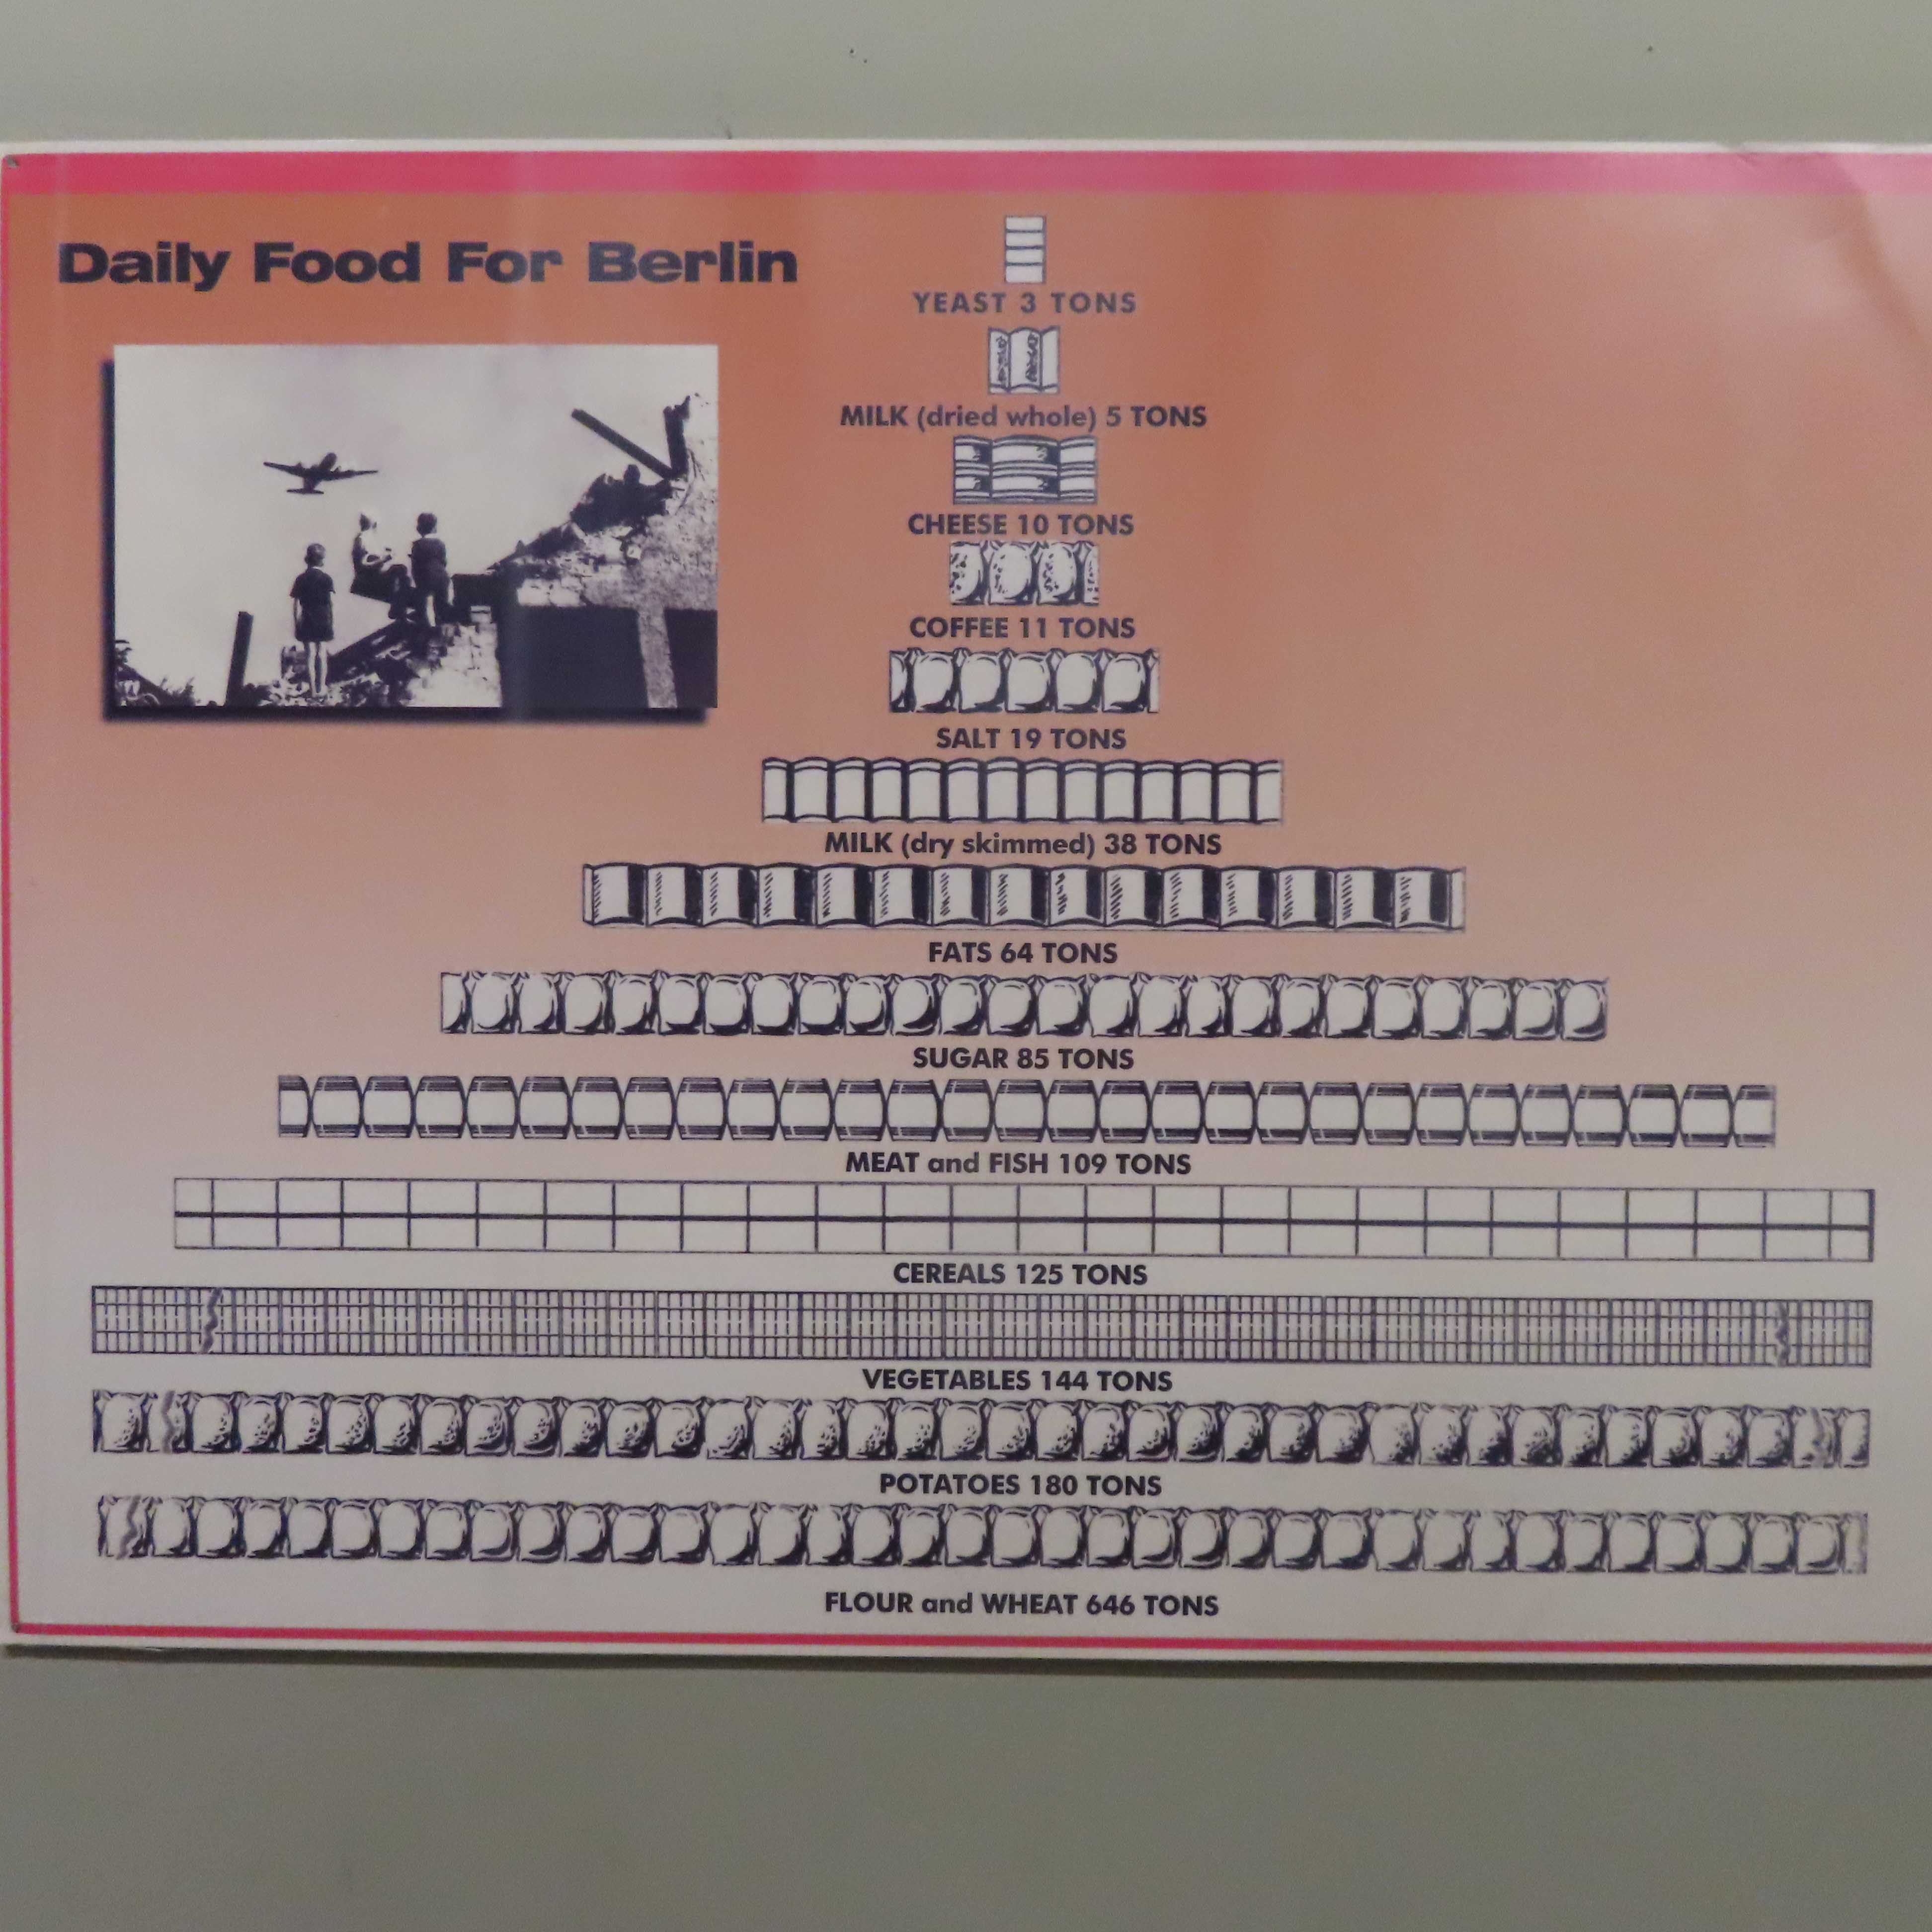 Daily Food For Berlin
YEAST 3 TONS
MILK (dried whole) 5 TONS
CHEESE 10 TONS
COFFEE 11 TONS
SALT 19 TONS
MILK (dry skimmed) 38 TONS
FATS 64 TONS
SUGAR 85 TONS
MEAT and FISH 109 TONS
CEREALS 125 TONS
VEGETABLES 144 TONS
POTATOES 180 TONS
FLOUR and WHEAT 646 TONS